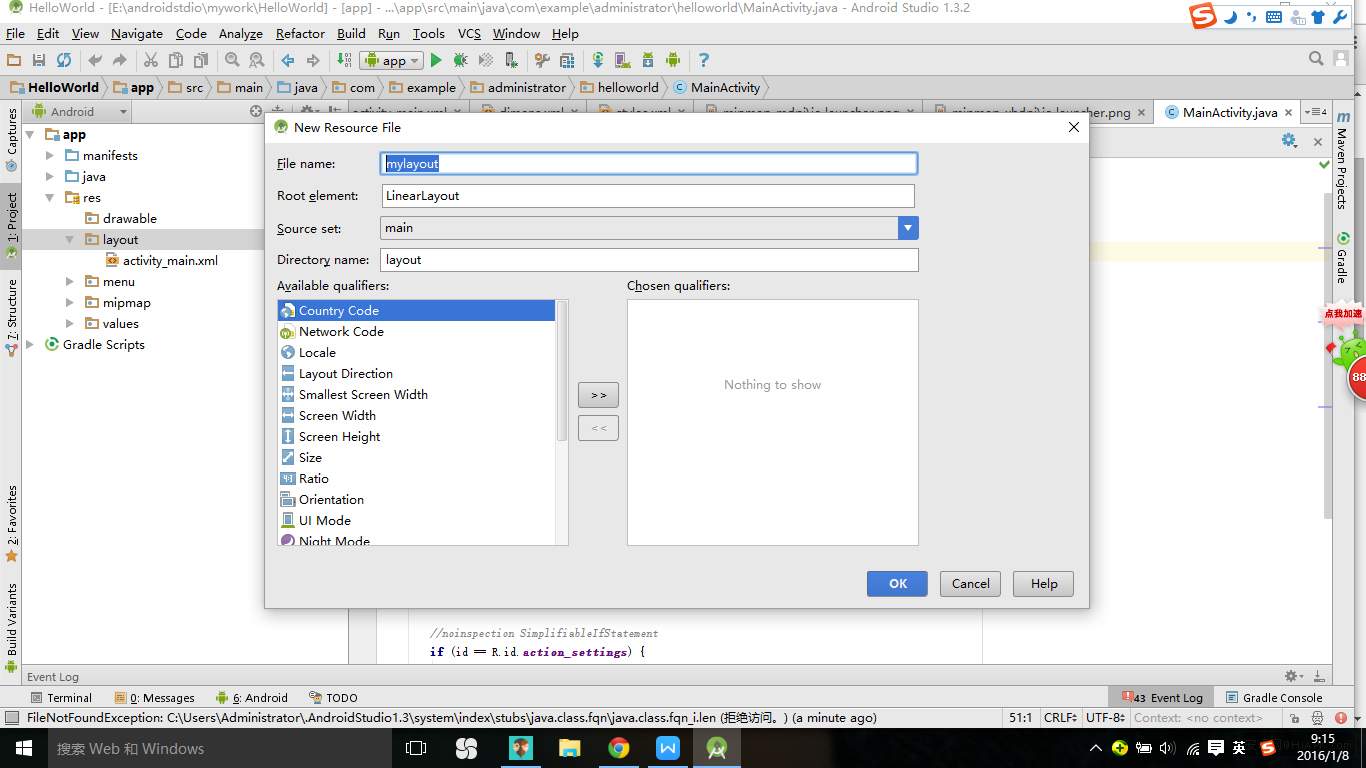 HelloWorld - [E:\androidstdio\mywork\HelloWorld] - [app] - ...\app\src\main\java\com\example\administrator\helloworld\MainActivity.java - Android Studio 1.3.2
File Edit View Navigate Code Analyze Refactor Build Run Tools VCS Window Help
app
HelloWorld app src main java com example administrator helloworld MainActivity
Android
MainActivity.java
4
New Resource File
File name: mylayout
Root element: LinearLayout
Source set: main
Directory name: layout
Available qualifiers: Chosen qualifiers:
Country Code
Network Code
Locale
Layout Direction
Smallest Screen Width
Screen Width
Screen Height
Size
Ratio
Orientation
UI Mode
Night Mode
>>
<<
Nothing to show
OK Cancel Help
app
manifests
java
res
drawable
layout
activity_main.xml
menu
mipmap
values
Gradle Scripts
Captures
1: Project
7: Structure
2: Favorites
Build Variants
Maven Projects
Gradle
点我加速
88
//noinspection SimplifiableIfStatement
if (id == R.id.action_settings) {
Event Log
Terminal 0: Messages 6: Android TODO 43 Event Log Gradle Console
FileNotFoundException: C:\Users\Administrator\.AndroidStudio1.3\system\index\stubs\java.class.fqn\java.class.fqn_i.len (拒绝访问。) (a minute ago) 51:1 CRLF UTF-8 Context: <no context>
搜索 Web 和 Windows
英
9:15
2016/1/8